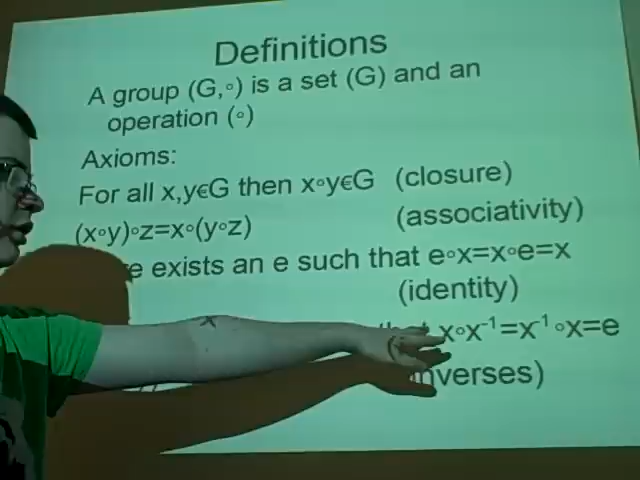 Definitions
A group (G,∘) is a set (G) and an
operation (∘)
Axioms:
For all x,y∈G then x∘y∈G (closure)
(x∘y)∘z=x∘(y∘z) (associativity)
exists an e such that e∘x=x∘e=x
(identity)
x∘x⁻¹=x⁻¹∘x=e